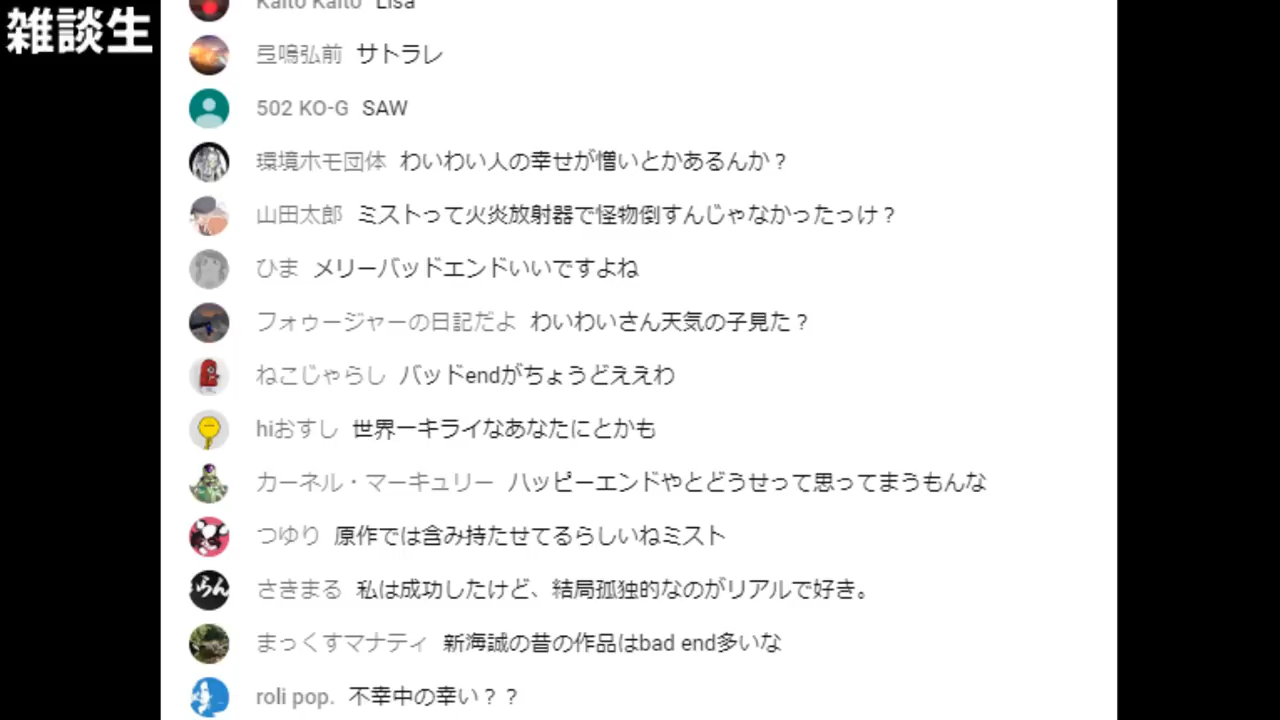 雑談生
Kaito Kaito Lisa
弖鳴弘前 サトラレ
502 KO-G SAW
環境ホモ団体 わいわい人の幸せが憎いとかあるんか？
山田太郎 ミストって火炎放射器で怪物倒すんじゃなかったっけ？
ひま メリーバッドエンドいいですよね
フォゥージャーの日記だよ わいわいさん天気の子見た？
ねこじゃらし バッドendがちょうどええわ
hiおすし 世界一キライなあなたにとかも
カーネル・マーキュリー ハッピーエンドやとどうせって思ってまうもんな
つゆり 原作では含み持たせてるらしいねミスト
さきまる 私は成功したけど、結局孤独的なのがリアルで好き。
まっくすマナティ 新海誠の昔の作品はbad end多いな
roli pop. 不幸中の幸い？？